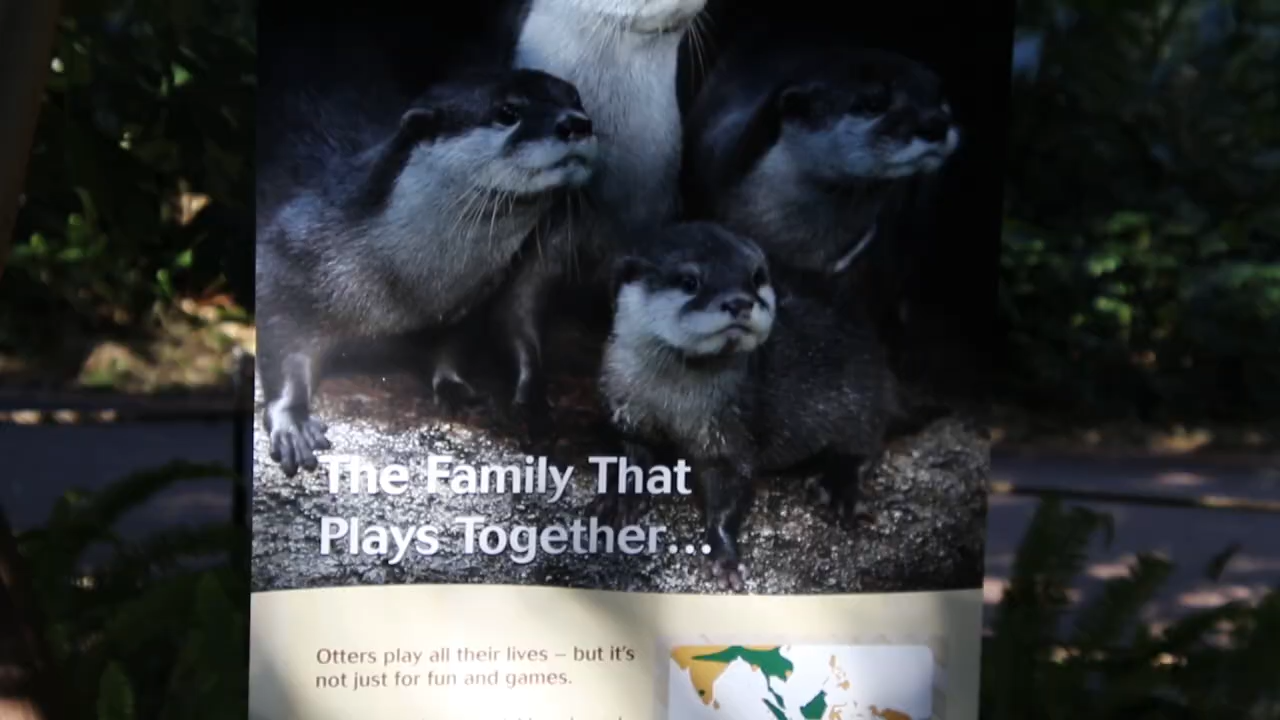 The Family That
Plays Together...
Otters play all their lives – but it's
not just for fun and games.